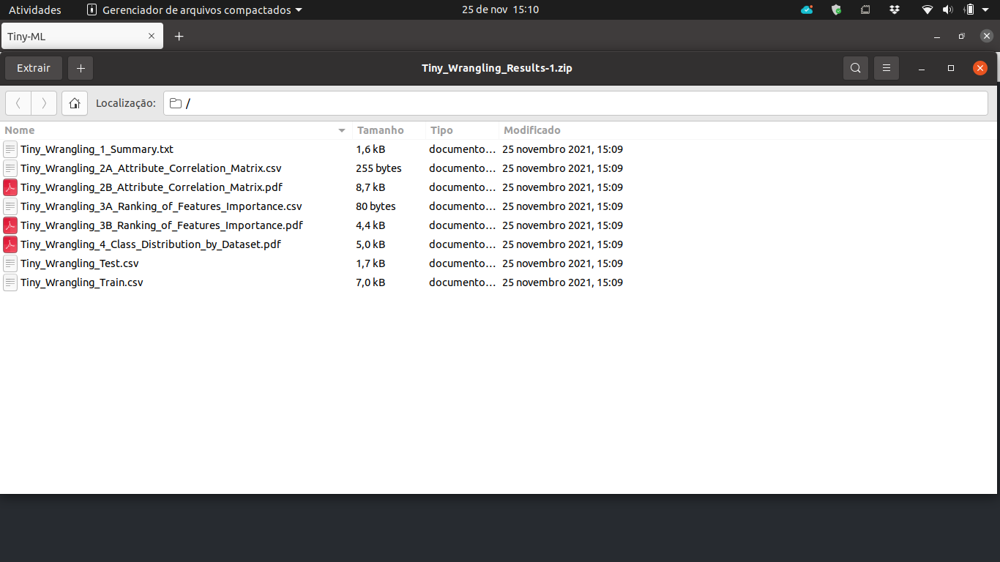 Atividades Gerenciador de arquivos compactados 25 de nov 15:10
Tiny-ML
Extrair Tiny_Wrangling_Results-1.zip
Localização: /
Nome Tamanho Tipo Modificado
Tiny_Wrangling_1_Summary.txt 1,6 kB documento… 25 novembro 2021, 15:09
Tiny_Wrangling_2A_Attribute_Correlation_Matrix.csv 255 bytes documento… 25 novembro 2021, 15:09
Tiny_Wrangling_2B_Attribute_Correlation_Matrix.pdf 8,7 kB documento… 25 novembro 2021, 15:09
Tiny_Wrangling_3A_Ranking_of_Features_Importance.csv 80 bytes documento… 25 novembro 2021, 15:09
Tiny_Wrangling_3B_Ranking_of_Features_Importance.pdf 4,4 kB documento… 25 novembro 2021, 15:09
Tiny_Wrangling_4_Class_Distribution_by_Dataset.pdf 5,0 kB documento… 25 novembro 2021, 15:09
Tiny_Wrangling_Test.csv 1,7 kB documento… 25 novembro 2021, 15:09
Tiny_Wrangling_Train.csv 7,0 kB documento… 25 novembro 2021, 15:09